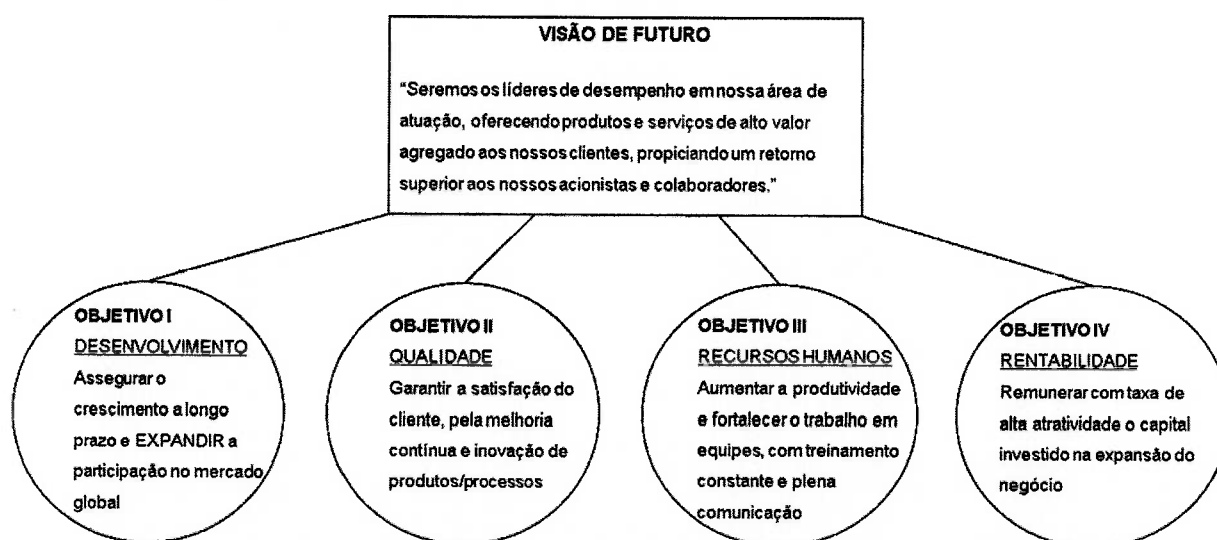 VISÃO DE FUTURO
"Seremos os líderes de desempenho em nossa área de
atuação, oferecendo produtos e serviços de alto valor
agregado aos nossos clientes, propiciando um retorno
superior aos nossos acionistas e colaboradores."
OBJETIVO I
DESENVOLVIMENTO
Assegurar o
crescimento a longo
prazo e EXPANDIR a
participação no mercado
global
OBJETIVO II
QUALIDADE
Garantir a satisfação do
cliente, pela melhoria
contínua e inovação de
produtos/processos
OBJETIVO III
RECURSOS HUMANOS
Aumentar a produtividade
e fortalecer o trabalho em
equipes, com treinamento
constante e plena
comunicação
OBJETIVO IV
RENTABILIDADE
Remunerar com taxa de
alta atratividade o capital
investido na expansão do
negócio